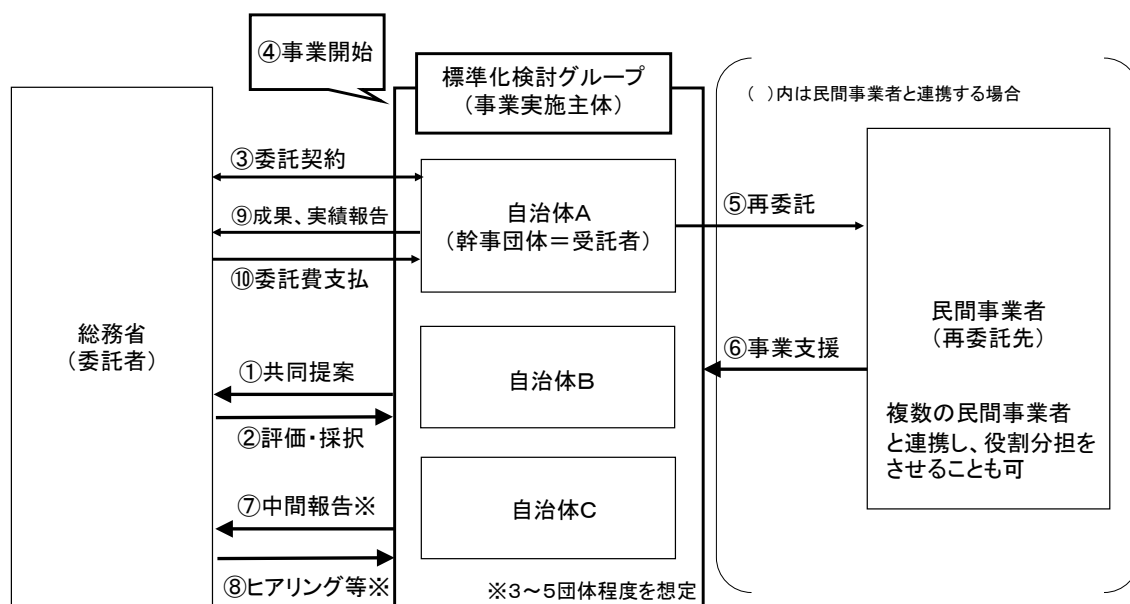 ④事業開始
標準化検討グループ
（事業実施主体）
（ ）内は民間事業者と連携する場合
総務省
（委託者）
③委託契約
⑨成果、実績報告
⑩委託費支払
①共同提案
②評価・採択
⑦中間報告※
⑧ヒアリング等※
自治体A
（幹事団体＝受託者）
自治体B
自治体C
※3～5団体程度を想定
⑤再委託
⑥事業支援
民間事業者
（再委託先）
複数の民間事業者
と連携し、役割分担を
させることも可